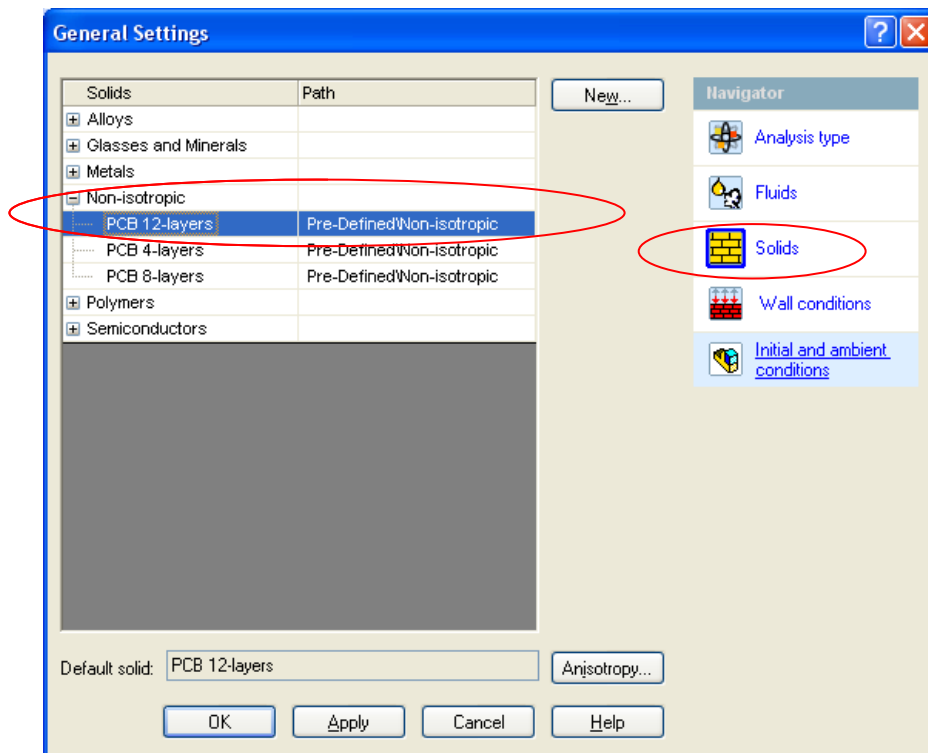 General Settings
Solids Path
New...
Navigator
Alloys
Glasses and Minerals
Metals
Non-isotropic
PCB 12-layers Pre-Defined\Non-isotropic
PCB 4-layers Pre-Defined\Non-isotropic
PCB 8-layers Pre-Defined\Non-isotropic
Polymers
Semiconductors
Analysis type
Fluids
Solids
Wall conditions
Initial and ambient
conditions
Default solid: PCB 12-layers Anisotropy...
OK Apply Cancel Help